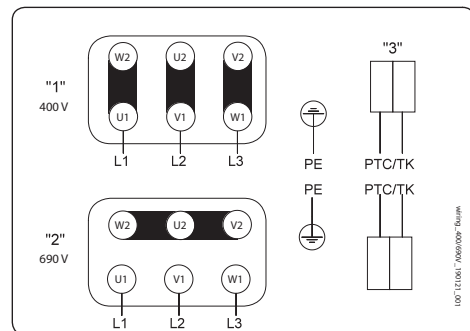 "1"
400 V
W2 U2 V2
U1 V1 W1
L1 L2 L3
"2"
690 V
W2 U2 V2
U1 V1 W1
L1 L2 L3
PE
PE
"3"
PTC/TK
PTC/TK
wiring_400/690V_190121_001